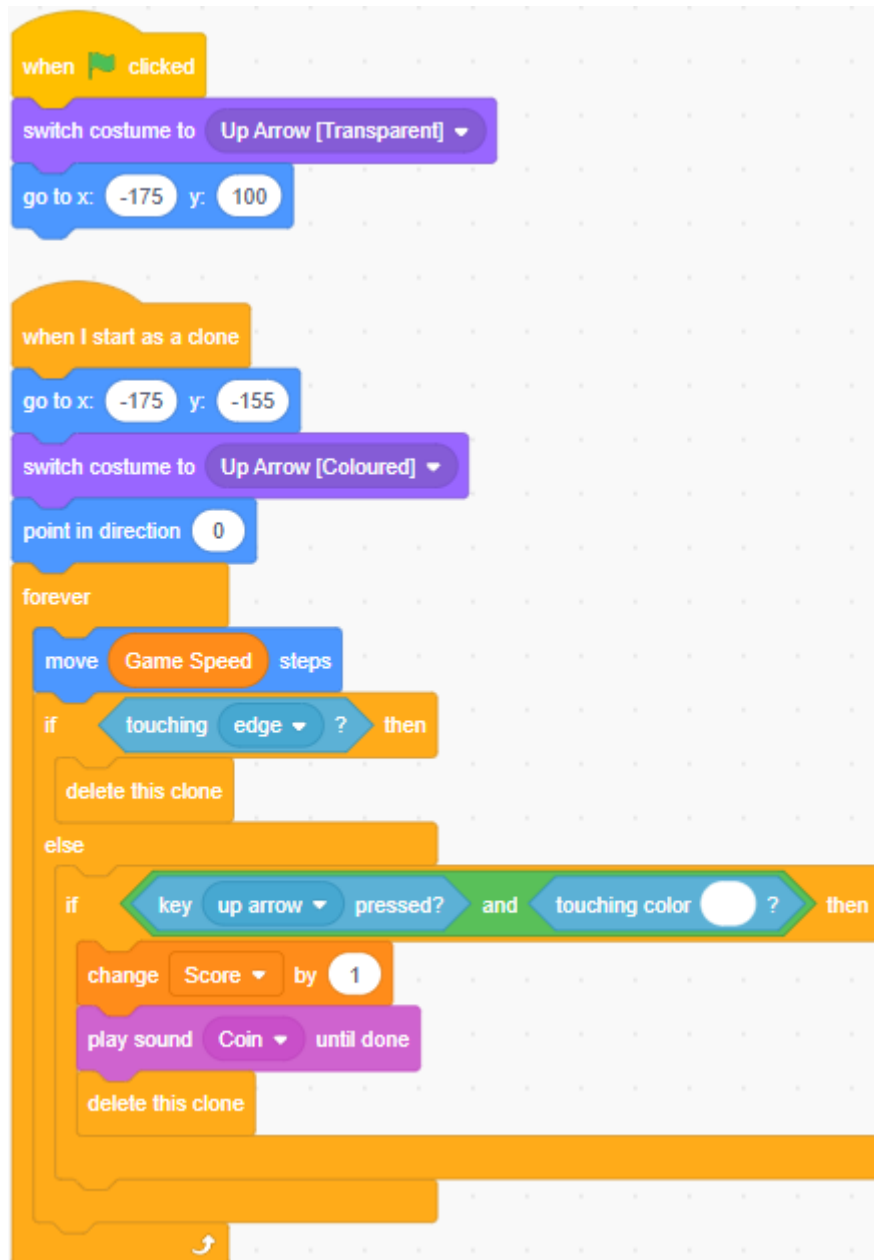 when clicked
switch costume to Up Arrow [Transparent]
go to x: -175 y: 100
when I start as a clone
go to x: -175 y: -155
switch costume to Up Arrow [Coloured]
point in direction 0
forever
move Game Speed steps
if touching edge ? then
delete this clone
else
if key up arrow pressed? and touching color ? then
change Score by 1
play sound Coin until done
delete this clone